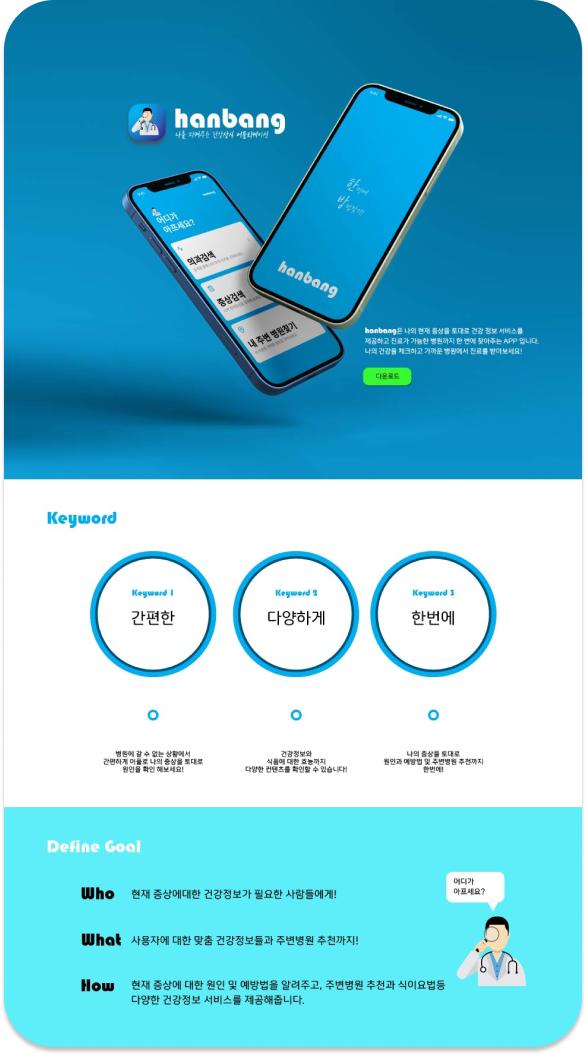 hanbang
나를 지켜주는 건강상식 어플리케이션
어디가
아프세요?
의과검색
증상검색
내 주변 병원찾기
한번에
방문찾기!
hanbang
hanbang은 나의 현재 증상을 토대로 건강 정보 서비스를
제공하고 진료가 가능한 병원까지 한 번에 찾아주는 APP 입니다.
나의 건강을 체크하고 가까운 병원에서 진료를 받아보세요!
다운로드
Keyword
Keyword 1
간편한
Keyword 2
다양하게
Keyword 3
한번에
병원에 갈 수 없는 상황에서
간편하게 어플로 나의 증상을 토대로
원인을 확인 해보세요!
건강정보와
식품에 대한 효능까지
다양한 컨텐츠를 확인할 수 있습니다!
나의 증상을 토대로
원인과 예방법 및 주변병원 추천까지
한번에!
Define Goal
Who
현재 증상에대한 건강정보가 필요한 사람들에게!
What
사용자에 대한 맞춤 건강정보들과 주변병원 추천까지!
How
현재 증상에 대한 원인 및 예방법을 알려주고, 주변병원 추천과 식이요법등
다양한 건강정보 서비스를 제공해줍니다.
어디가
아프세요?